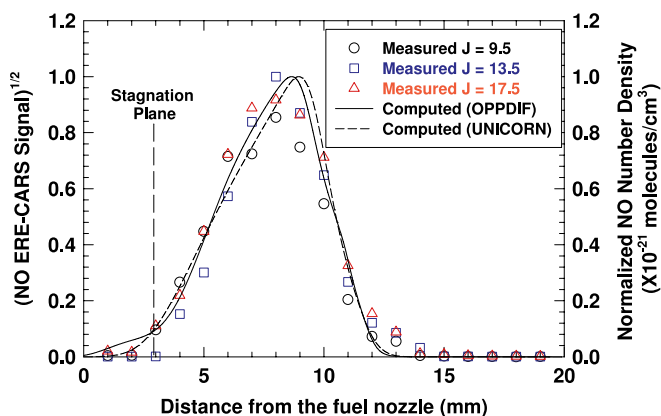 (NO ERE-CARS Signal)1/2
1.2
1.0
0.8
0.6
0.4
0.2
0.0
Stagnation
Plane
Measured J = 9.5
Measured J = 13.5
Measured J = 17.5
Computed (OPPDIF)
Computed (UNICORN)
1.2
1.0
0.8
0.6
0.4
0.2
0.0
Normalized NO Number Density
(X10-21 molecules/cm3)
0 5 10 15 20
Distance from the fuel nozzle (mm)